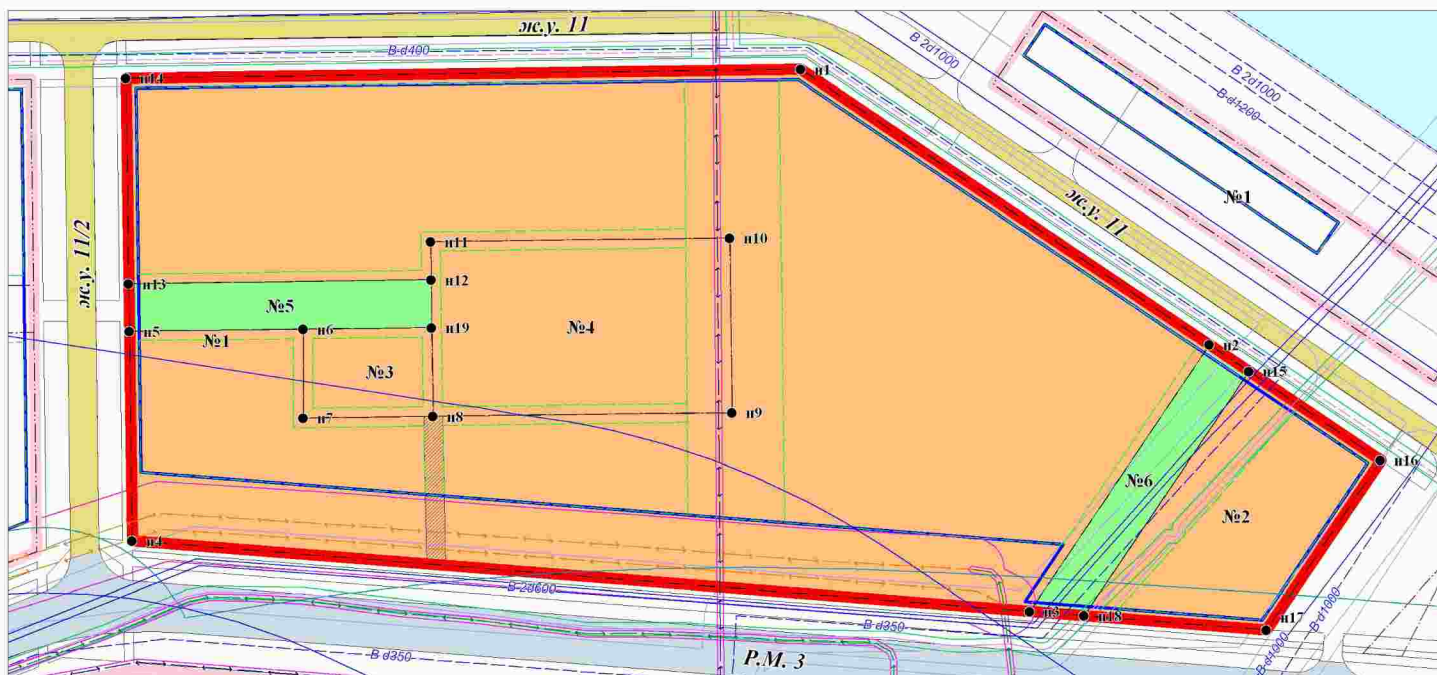 ж.у. 11
B d400
B 2d1000
B 2d1000
B d1200
н14
н1
№1
ж.у. 11
ж.у. 11/2
н11
н10
н13
н12
№5
н5
н6
н19
№1
№4
№3
н2
н15
н7
н8
н9
н16
№6
№2
н4
B 2d600
н3
н18
B d350
н17
B d1000
B d1000
B d350
Р.М. 3